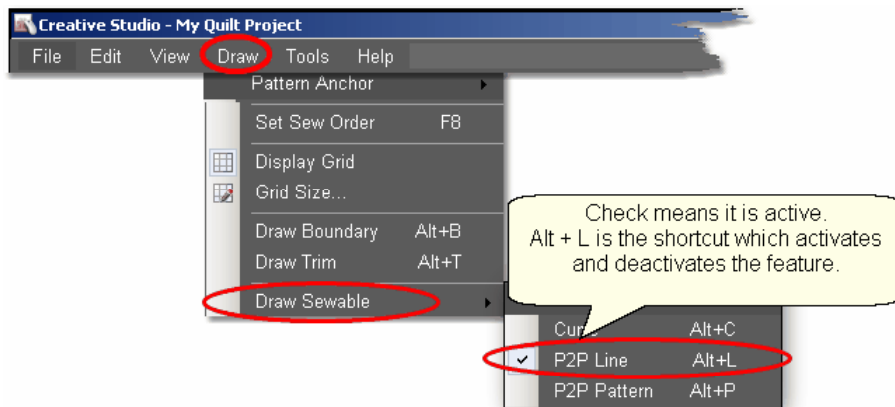 Creative Studio - My Quilt Project
File Edit View Draw Tools Help
Pattern Anchor
Set Sew Order F8
Display Grid
Grid Size...
Draw Boundary Alt+B
Draw Trim Alt+T
Draw Sewable
Check means it is active.
Alt + L is the shortcut which activates
and deactivates the feature.
Alt+C
P2P Line Alt+L
P2P Pattern Alt+P